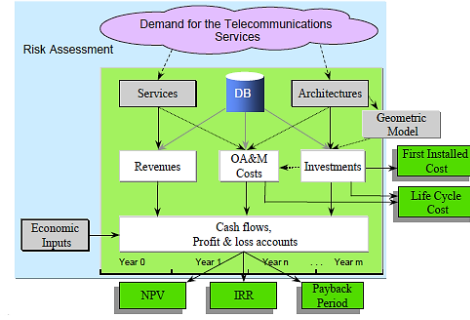 Demand for the Telecommunications
Services
Risk Assessment
Services
DB
Architectures
Geometric
Model
Revenues
OA&M
Costs
Investments
First Installed
Cost
Life Cycle
Cost
Economic
Inputs
Cash flows,
Profit & loss accounts
Year 0
Year 1
Year n
. . .
Year m
NPV
IRR
Payback
Period